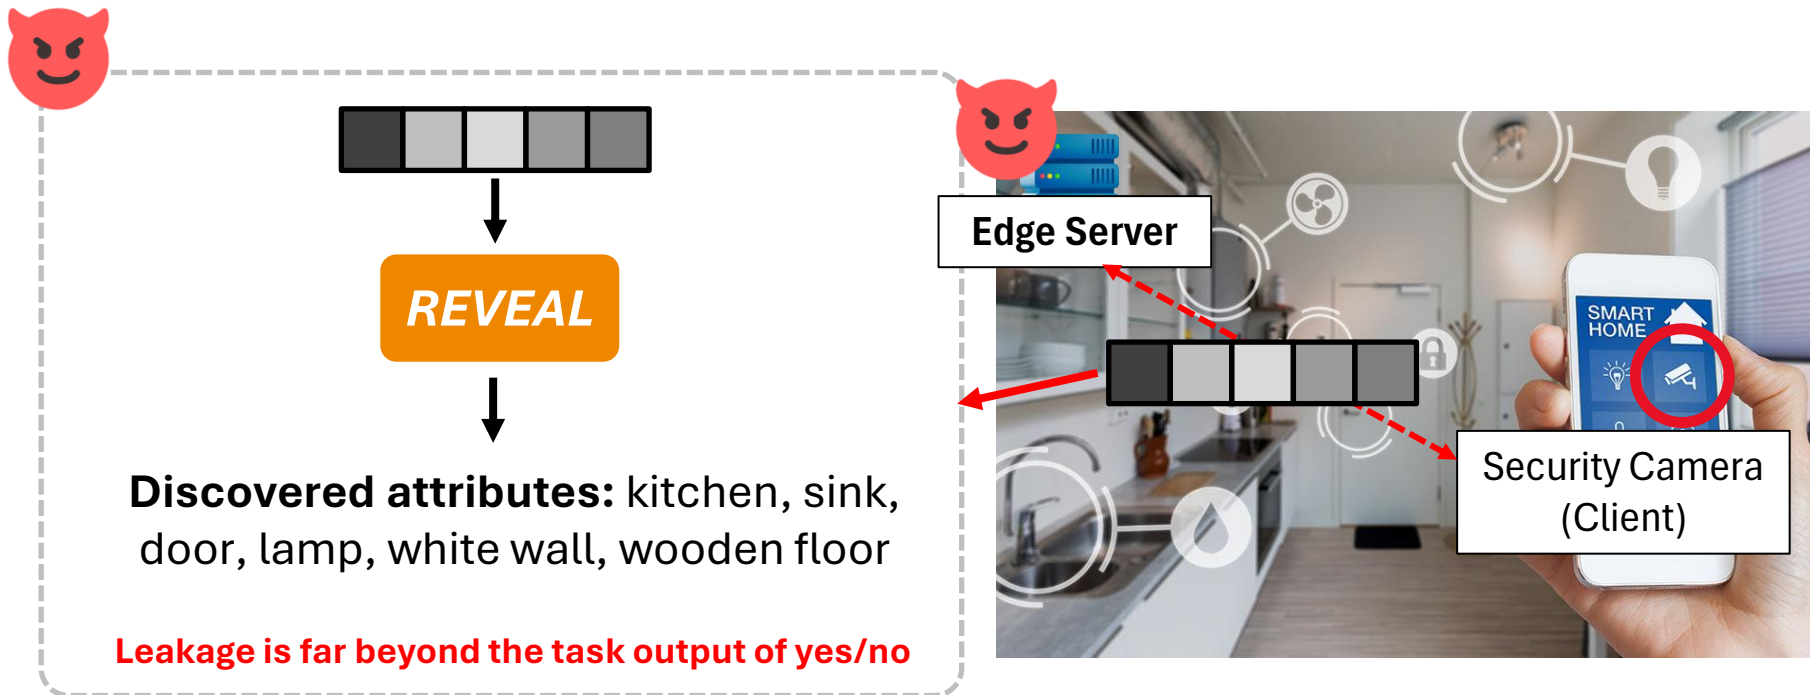 REVEAL
Discovered attributes: kitchen, sink,
door, lamp, white wall, wooden floor
Leakage is far beyond the task output of yes/no
Edge Server
SMART
HOME
Security Camera
(Client)